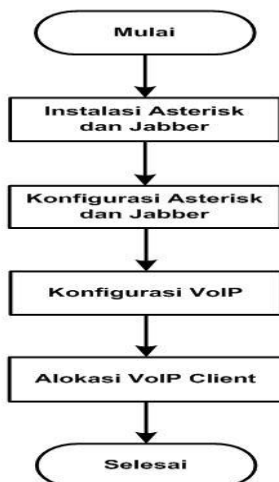 Mulai
Instalasi Asterisk
dan Jabber
Konfigurasi Asterisk
dan Jabber
Konfigurasi VoIP
Alokasi VoIP Client
Selesai